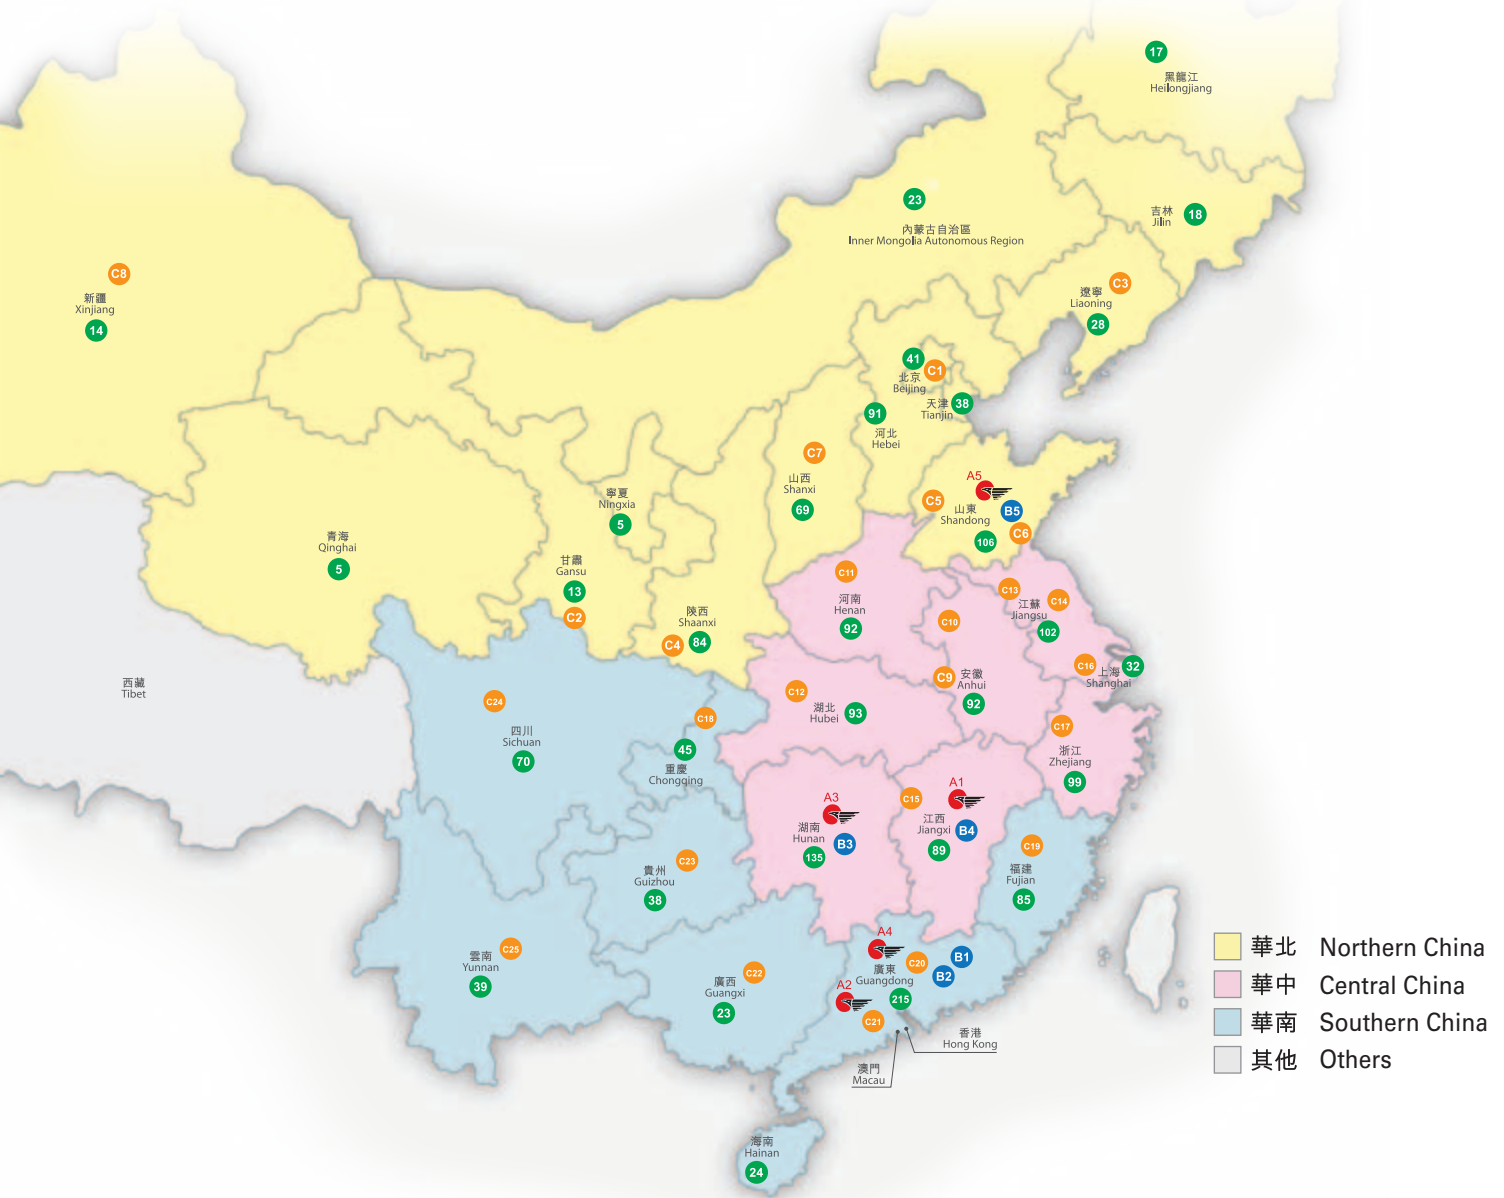 17
黑龍江
Heilongjiang
23
內蒙古自治區
Inner Mongolia Autonomous Region
吉林
Jilin
18
C8
新疆
Xinjiang
14
C3
遼寧
Liaoning
28
41
C1
北京
Beijing
天津
Tianjin
38
91
河北
Hebei
C7
山西
Shanxi
69
A5
C5
山東
Shandong
B5
C6
106
寧夏
Ningxia
5
青海
Qinghai
5
甘肅
Gansu
13
C2
陝西
Shaanxi
84
C4
C11
河南
Henan
92
C13
江蘇
Jiangsu
C14
102
C10
C16
上海
Shanghai
32
C9
安徽
Anhui
92
西藏
Tibet
C24
四川
Sichuan
70
C18
45
重慶
Chongqing
C12
湖北
Hubei
93
C17
浙江
Zhejiang
99
A3
湖南
Hunan
B3
135
C15
A1
江西
Jiangxi
B4
89
C19
福建
Fujian
85
C23
貴州
Guizhou
38
C25
雲南
Yunnan
39
C22
廣西
Guangxi
23
A4
C20
B1
B2
廣東
Guangdong
A2
215
C21
香港
Hong Kong
澳門
Macau
海南
Hainan
24
華北 Northern China
華中 Central China
華南 Southern China
其他 Others